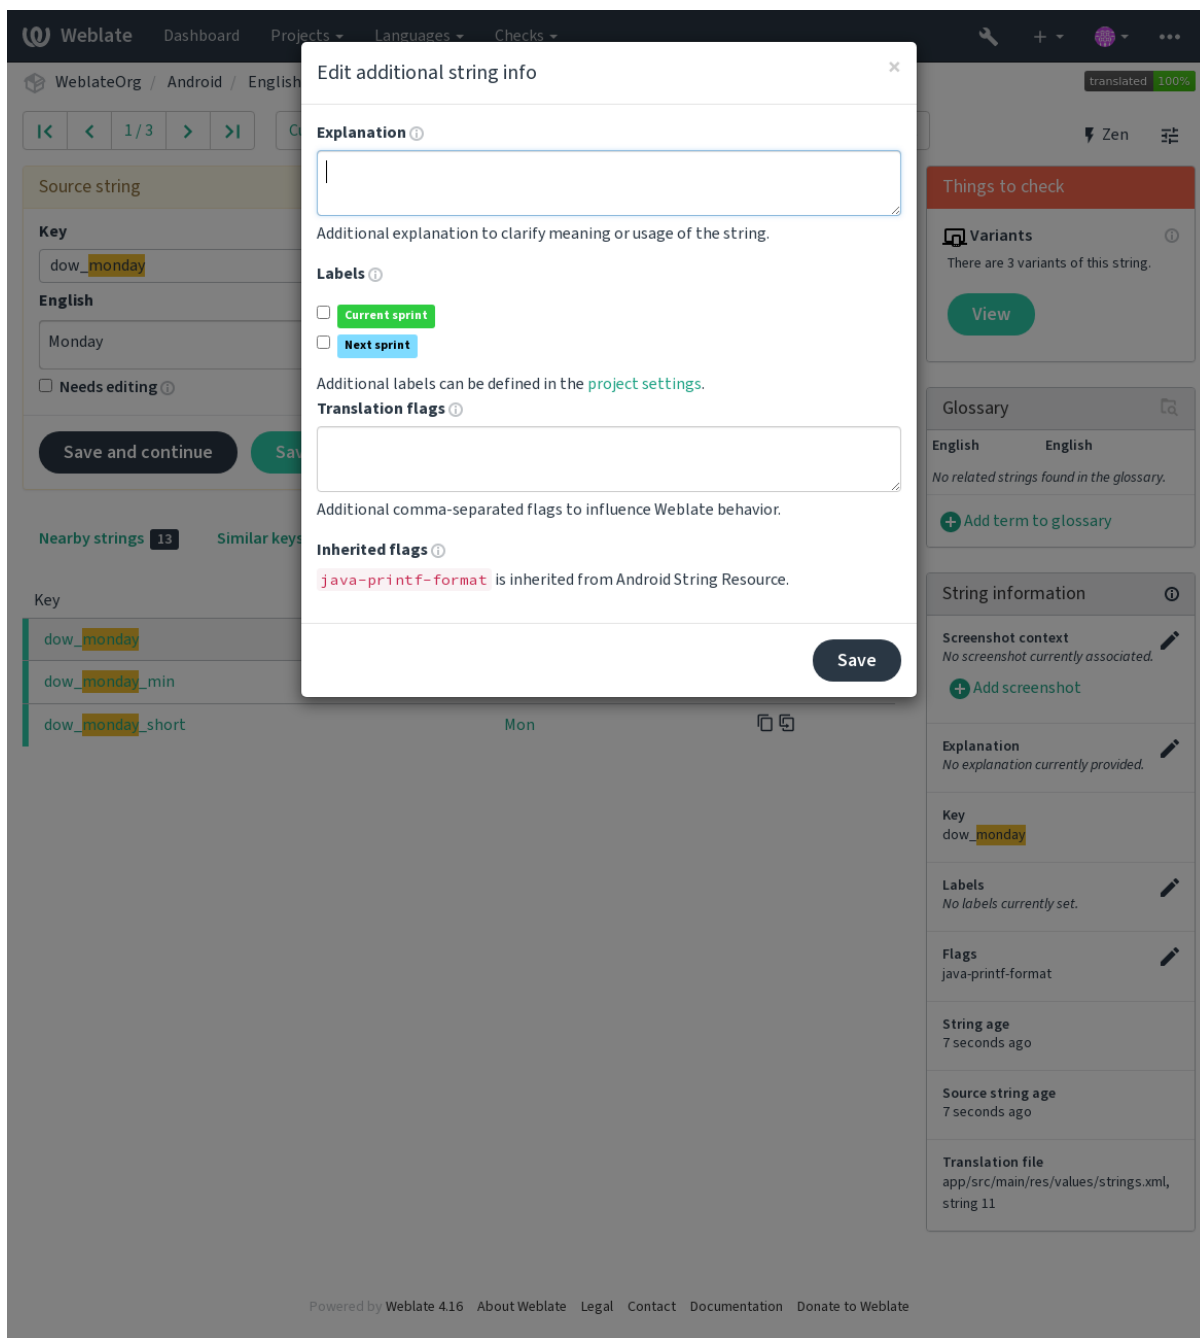 Weblate Dashboard Projects Languages Checks
WeblateOrg / Android / English
translated 100%
1 / 3
Zen
Edit additional string info
×
Explanation
Additional explanation to clarify meaning or usage of the string.
Labels
Current sprint
Next sprint
Additional labels can be defined in the project settings.
Translation flags
Additional comma-separated flags to influence Weblate behavior.
Inherited flags
java-printf-format is inherited from Android String Resource.
Save
Source string
Key
dow_monday
English
Monday
Needs editing
Save and continue
Nearby strings 13 Similar keys
Key
dow_monday
dow_monday_min
dow_monday_short Mon
Things to check
Variants
There are 3 variants of this string.
View
Glossary
English English
No related strings found in the glossary.
Add term to glossary
String information
Screenshot context
No screenshot currently associated.
Add screenshot
Explanation
No explanation currently provided.
Key
dow_monday
Labels
No labels currently set.
Flags
java-printf-format
String age
7 seconds ago
Source string age
7 seconds ago
Translation file
app/src/main/res/values/strings.xml,
string 11
Powered by Weblate 4.16 About Weblate Legal Contact Documentation Donate to Weblate